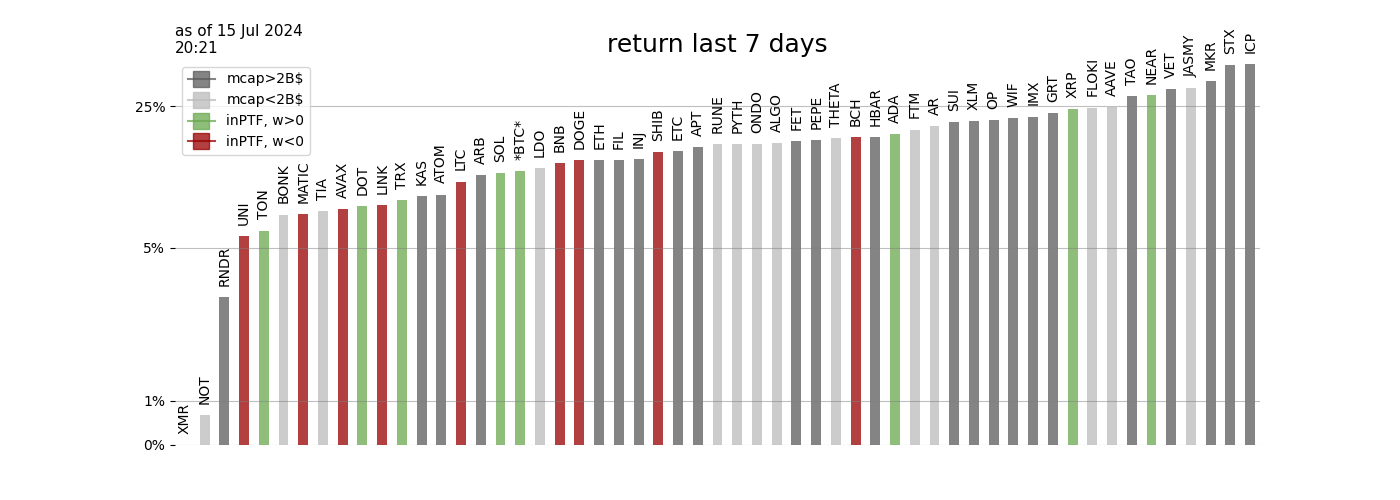 as of 15 Jul 2024
20:21
return last 7 days
mcap>2B$
mcap<2B$
inPTF, w>0
inPTF, w<0
25%
5%
1%
0%
XMR
NOT
RNDR
UNI
TON
BONK
MATIC
TIA
AVAX
DOT
LINK
TRX
KAS
ATOM
LTC
ARB
SOL
*BTC*
LDO
BNB
DOGE
ETH
FIL
INJ
SHIB
ETC
APT
RUNE
PYTH
ONDO
ALGO
FET
PEPE
THETA
BCH
HBAR
ADA
FTM
AR
SUI
XLM
OP
WIF
IMX
GRT
XRP
FLOKI
AAVE
TAO
NEAR
VET
JASMY
MKR
STX
ICP